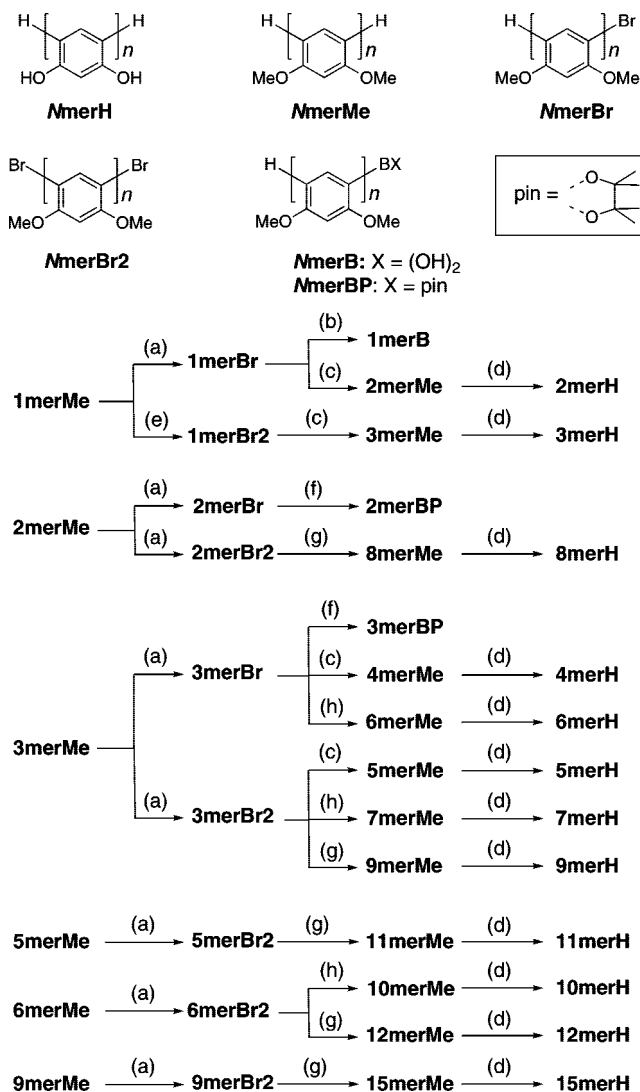 H H
n
HO OH
NmerH
H H
n
MeO OMe
NmerMe
H Br
n
MeO OMe
NmerBr
Br Br
n
MeO OMe
NmerBr2
H BX
n
MeO OMe
NmerB: X = (OH)2
NmerBP: X = pin
pin = O
O
(b)
1merB
(a)
1merBr
(c)
2merMe (d) 2merH
1merMe
(e)
1merBr2 (c) 3merMe (d) 3merH
(a)
2merBr (f) 2merBP
2merMe
(a)
2merBr2 (g) 8merMe (d) 8merH
(f)
3merBP
(a)
3merBr
(c)
4merMe (d) 4merH
(h)
6merMe (d) 6merH
3merMe
(c)
5merMe (d) 5merH
(a)
3merBr2
(h)
7merMe (d) 7merH
(g)
9merMe (d) 9merH
5merMe (a) 5merBr2 (g) 11merMe (d) 11merH
(h)
10merMe (d) 10merH
6merMe (a) 6merBr2
(g)
12merMe (d) 12merH
9merMe (a) 9merBr2 (g) 15merMe (d) 15merH